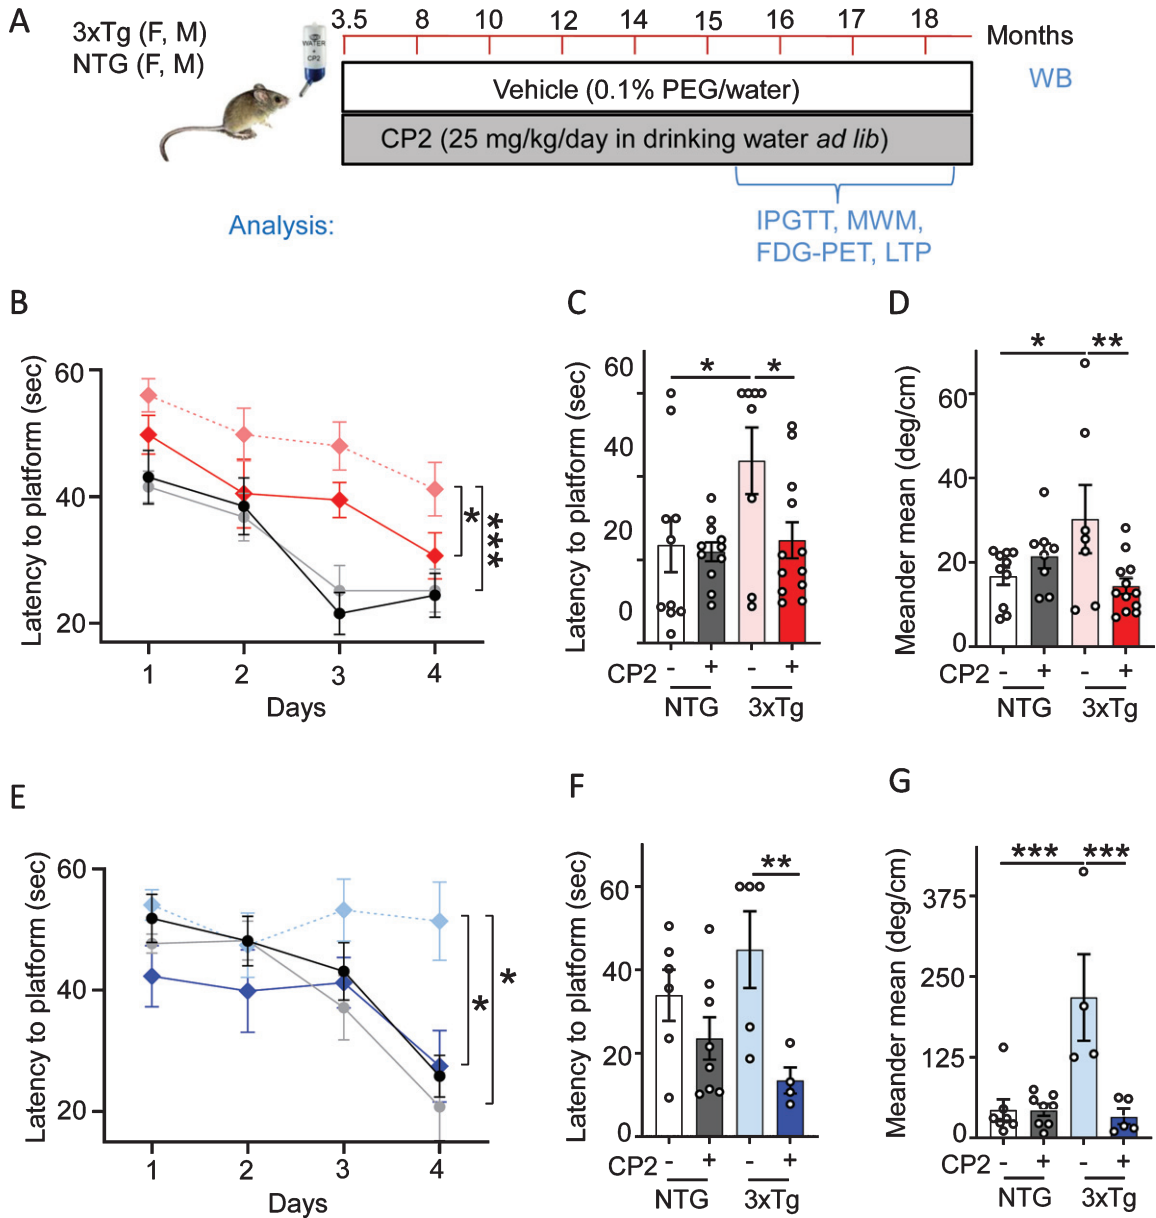 A
3xTg (F, M)
NTG (F, M)
WATER
+
CP2
3.5 8 10 12 14 15 16 17 18
Months
WB
Vehicle (0.1% PEG/water)
CP2 (25 mg/kg/day in drinking water ad lib)
Analysis:
IPGTT, MWM,
FDG-PET, LTP
B
Latency to platform (sec)
60
40
20
1 2 3 4
Days
*
***
C
Latency to platform (sec)
60
40
20
0
* *
CP2 - + - +
NTG 3xTg
D
Meander mean (deg/cm)
60
40
20
0
* **
CP2 - + - +
NTG 3xTg
E
Latency to platform (sec)
60
40
20
1 2 3 4
Days
*
*
F
Latency to platform (sec)
60
40
20
0
**
CP2 - + - +
NTG 3xTg
G
Meander mean (deg/cm)
375
250
125
0
*** ***
CP2 - + - +
NTG 3xTg